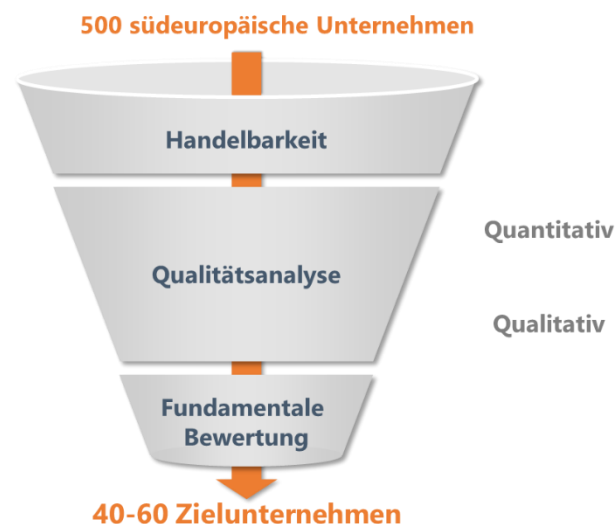 500 südeuropäische Unternehmen
Handelbarkeit
Quantitativ
Qualitätsanalyse
Qualitativ
Fundamentale
Bewertung
40-60 Zielunternehmen